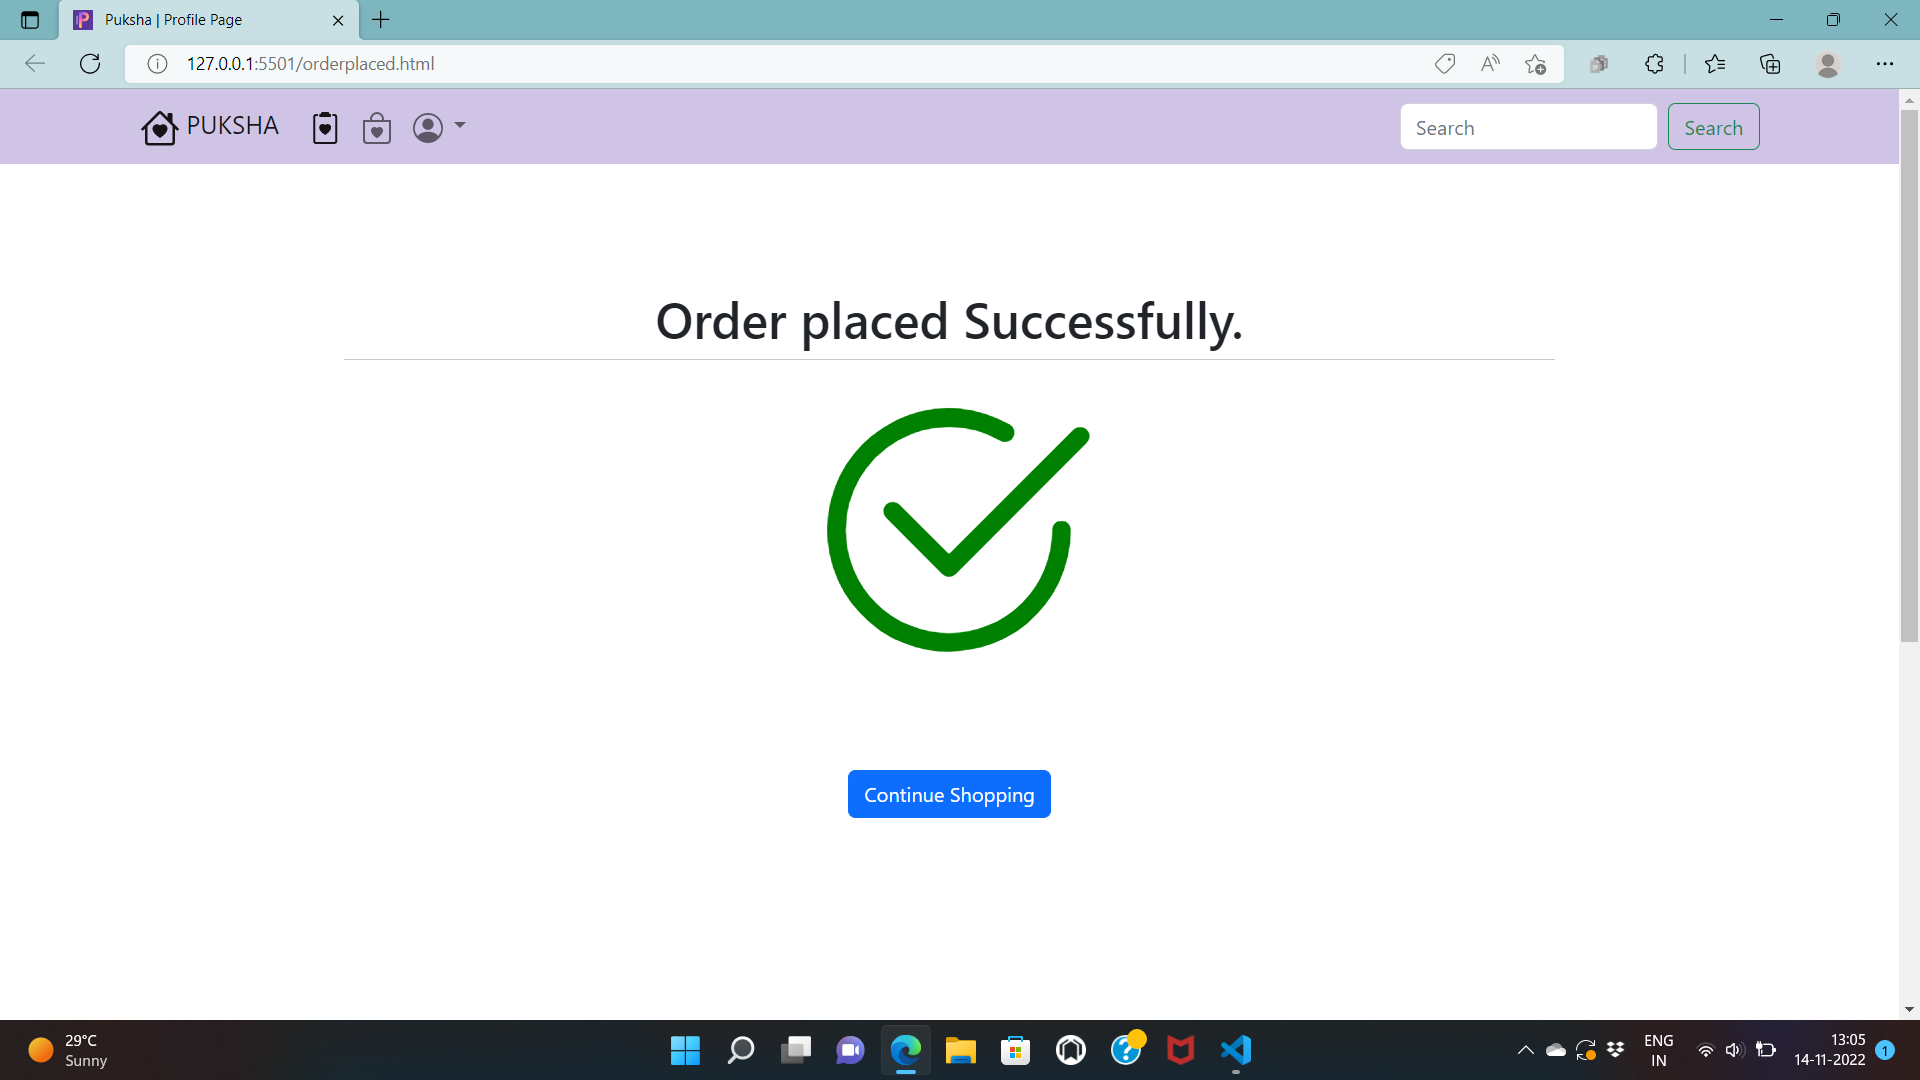 Puksha | Profile Page
127.0.0.1:5501/orderplaced.html
PUKSHA
Search
Search
Order placed Successfully.
Continue Shopping
29°C
Sunny
ENG
IN
13:05
14-11-2022
1